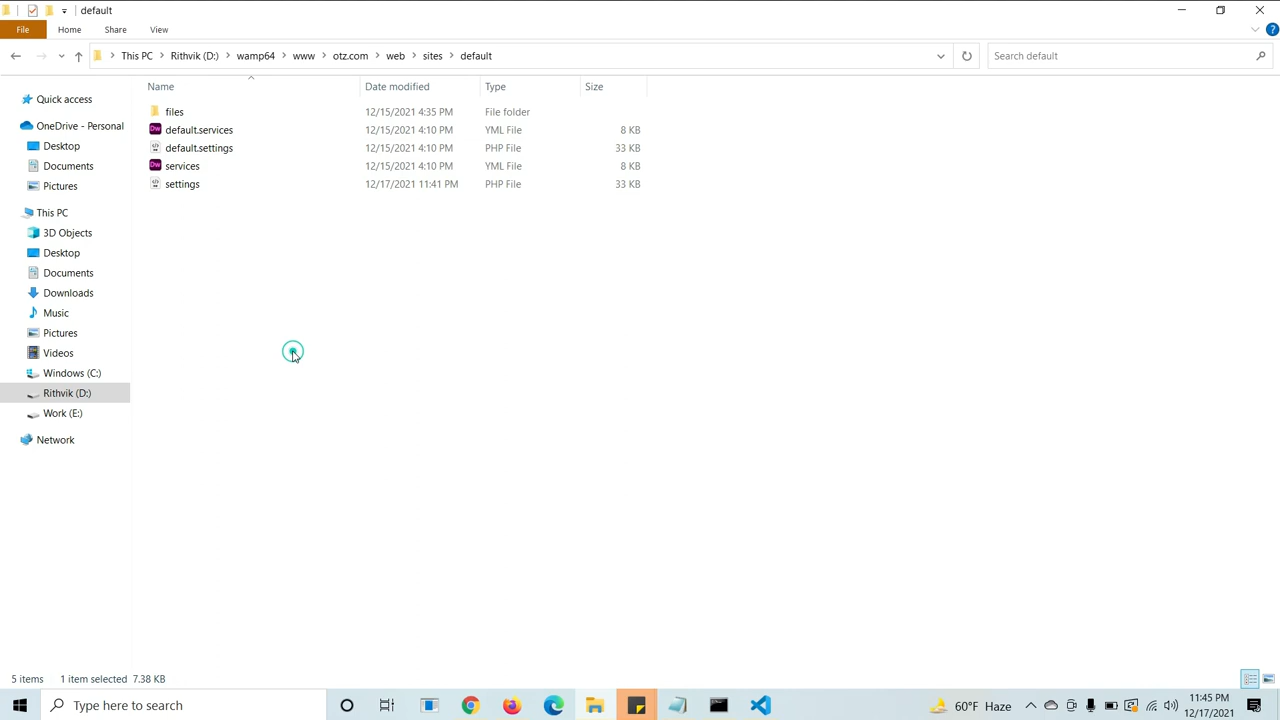 default
File Home Share View
This PC Rithvik (D:) wamp64 www otz.com web sites default
Search default
Name Date modified Type Size
Quick access
OneDrive - Personal
Desktop
Documents
Pictures
This PC
3D Objects
Desktop
Documents
Downloads
Music
Pictures
Videos
Windows (C:)
Rithvik (D:)
Work (E:)
Network
files 12/15/2021 4:35 PM File folder
default.services 12/15/2021 4:10 PM YML File 8 KB
default.settings 12/15/2021 4:10 PM PHP File 33 KB
services 12/15/2021 4:10 PM YML File 8 KB
settings 12/17/2021 11:41 PM PHP File 33 KB
5 items 1 item selected 7.38 KB
Type here to search
60°F Haze
11:45 PM
12/17/2021